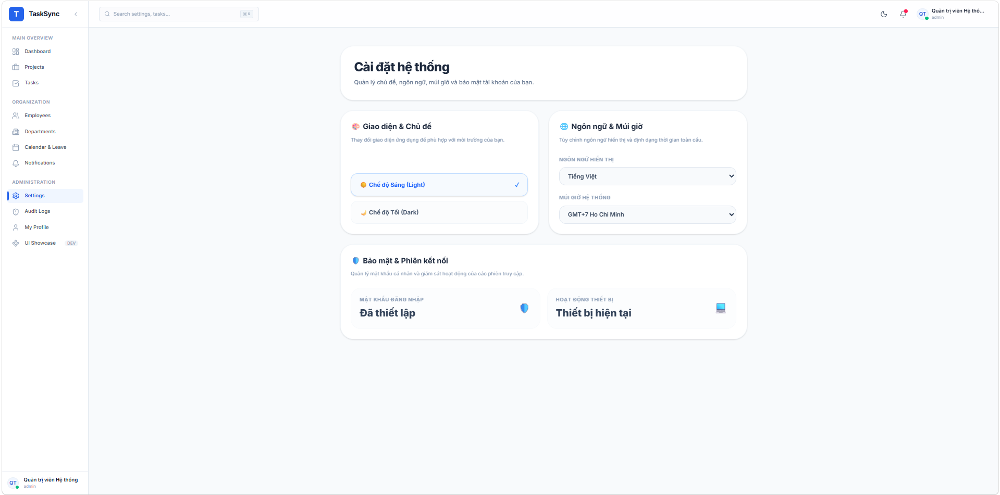 T TaskSync
Search settings, tasks...
⌘ K
QT
Quản trị viên Hệ thố...
admin
MAIN OVERVIEW
Dashboard
Projects
Tasks
ORGANIZATION
Employees
Departments
Calendar & Leave
Notifications
ADMINISTRATION
Settings
Audit Logs
My Profile
UI Showcase DEV
QT
Quản trị viên Hệ thống
admin
Cài đặt hệ thống
Quản lý chủ đề, ngôn ngữ, múi giờ và bảo mật tài khoản của bạn.
Giao diện & Chủ đề
Thay đổi giao diện ứng dụng để phù hợp với môi trường của bạn.
Chế độ Sáng (Light) ✓
Chế độ Tối (Dark)
Ngôn ngữ & Múi giờ
Tùy chỉnh ngôn ngữ hiển thị và định dạng thời gian toàn cầu.
NGÔN NGỮ HIỂN THỊ
Tiếng Việt
MÚI GIỜ HỆ THỐNG
GMT+7 Ho Chi Minh
Bảo mật & Phiên kết nối
Quản lý mật khẩu cá nhân và giám sát hoạt động của các phiên truy cập.
MẬT KHẨU ĐĂNG NHẬP
Đã thiết lập
HOẠT ĐỘNG THIẾT BỊ
Thiết bị hiện tại